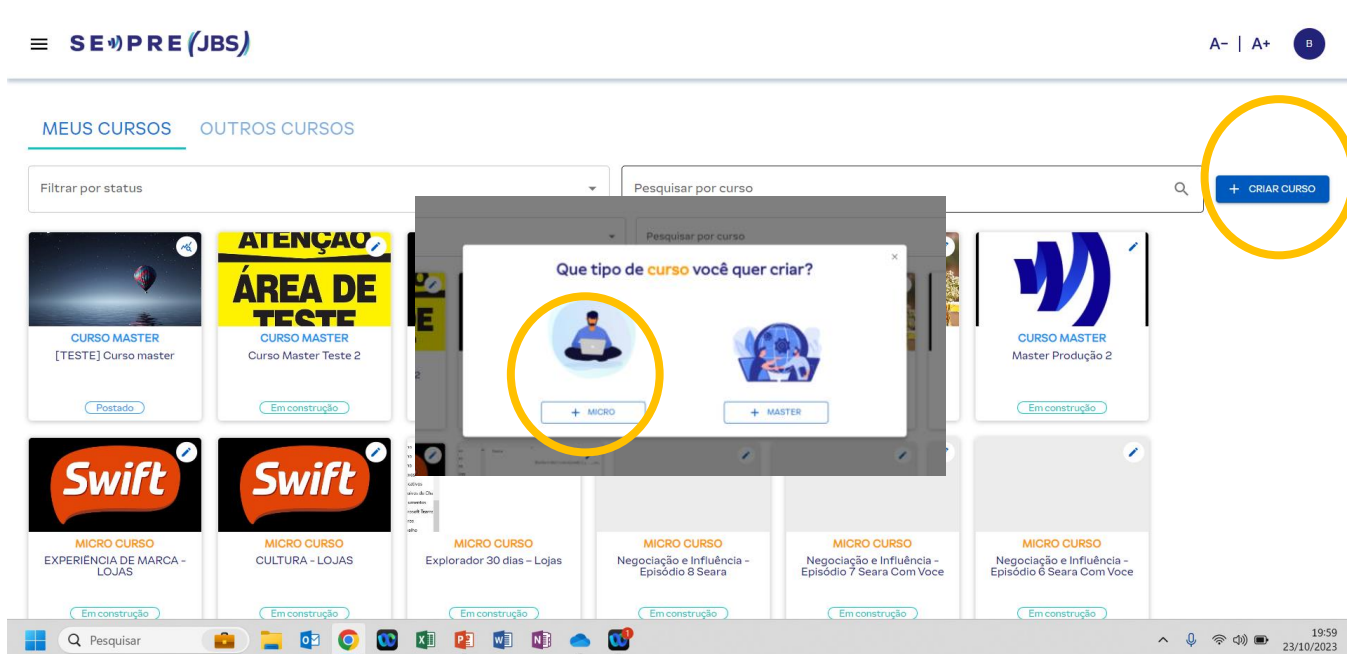 SEMPRE (JBS)
A- | A+
B
MEUS CURSOS OUTROS CURSOS
Filtrar por status
Pesquisar por curso
+ CRIAR CURSO
Pesquisar por curso
Que tipo de curso você quer criar?
+ MICRO
+ MASTER
ATENÇÃO
ÁREA DE
TESTE
CURSO MASTER
[TESTE] Curso master
Postado
CURSO MASTER
Curso Master Teste 2
Em construção
CURSO MASTER
Master Produção 2
Em construção
Swift
MICRO CURSO
EXPERIÊNCIA DE MARCA -
LOJAS
Em construção
Swift
MICRO CURSO
CULTURA - LOJAS
Em construção
MICRO CURSO
Explorador 30 dias – Lojas
Em construção
MICRO CURSO
Negociação e Influência -
Episódio 8 Seara
Em construção
MICRO CURSO
Negociação e Influência -
Episódio 7 Seara Com Voce
Em construção
MICRO CURSO
Negociação e Influência -
Episódio 6 Seara Com Voce
Em construção
Pesquisar
19:59
23/10/2023